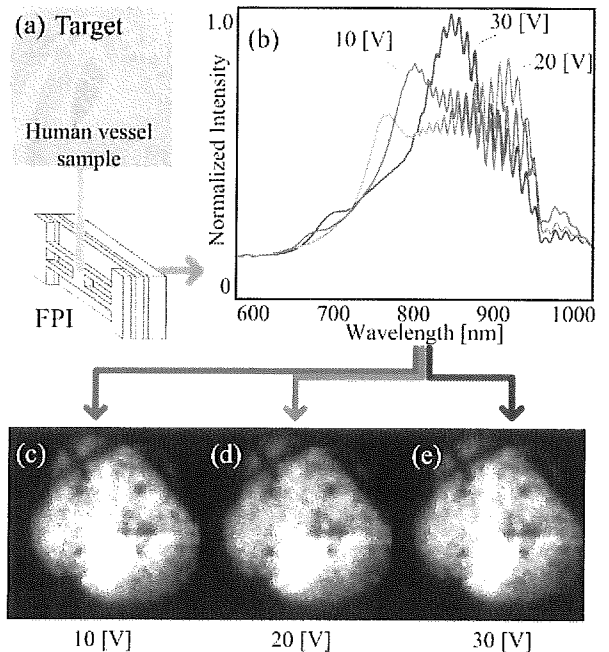 (a) Target
Human vessel
sample
FPI
(b)
10 [V]
30 [V]
20 [V]
Normalized Intensity
1.0
0
600 700 800 900 1000
Wavelength [nm]
(c)
(d)
(e)
10 [V]
20 [V]
30 [V]